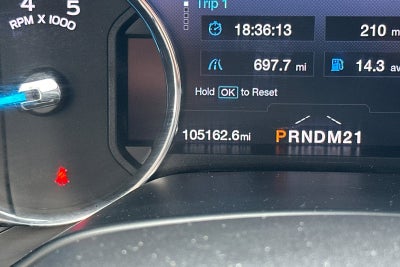 Trip 1
4 5
RPM X 1000
18:36:13 210 m
697.7 mi 14.3 av
Hold OK to Reset
105162.6mi PRNDM21